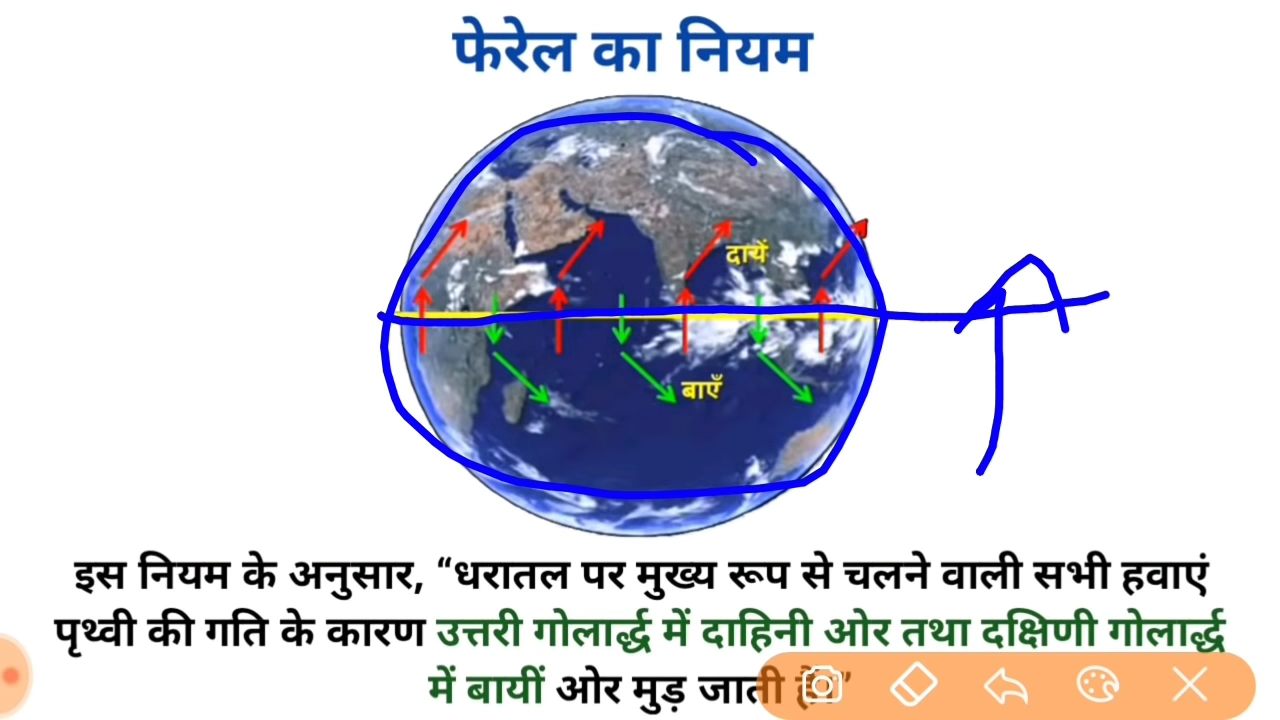 फेरेल का नियम
दायें
बाएँ
इस नियम के अनुसार, “धरातल पर मुख्य रूप से चलने वाली सभी हवाएं
पृथ्वी की गति के कारण उत्तरी गोलार्द्ध में दाहिनी ओर तथा दक्षिणी गोलार्द्ध
में बायीं ओर मुड़ जाती